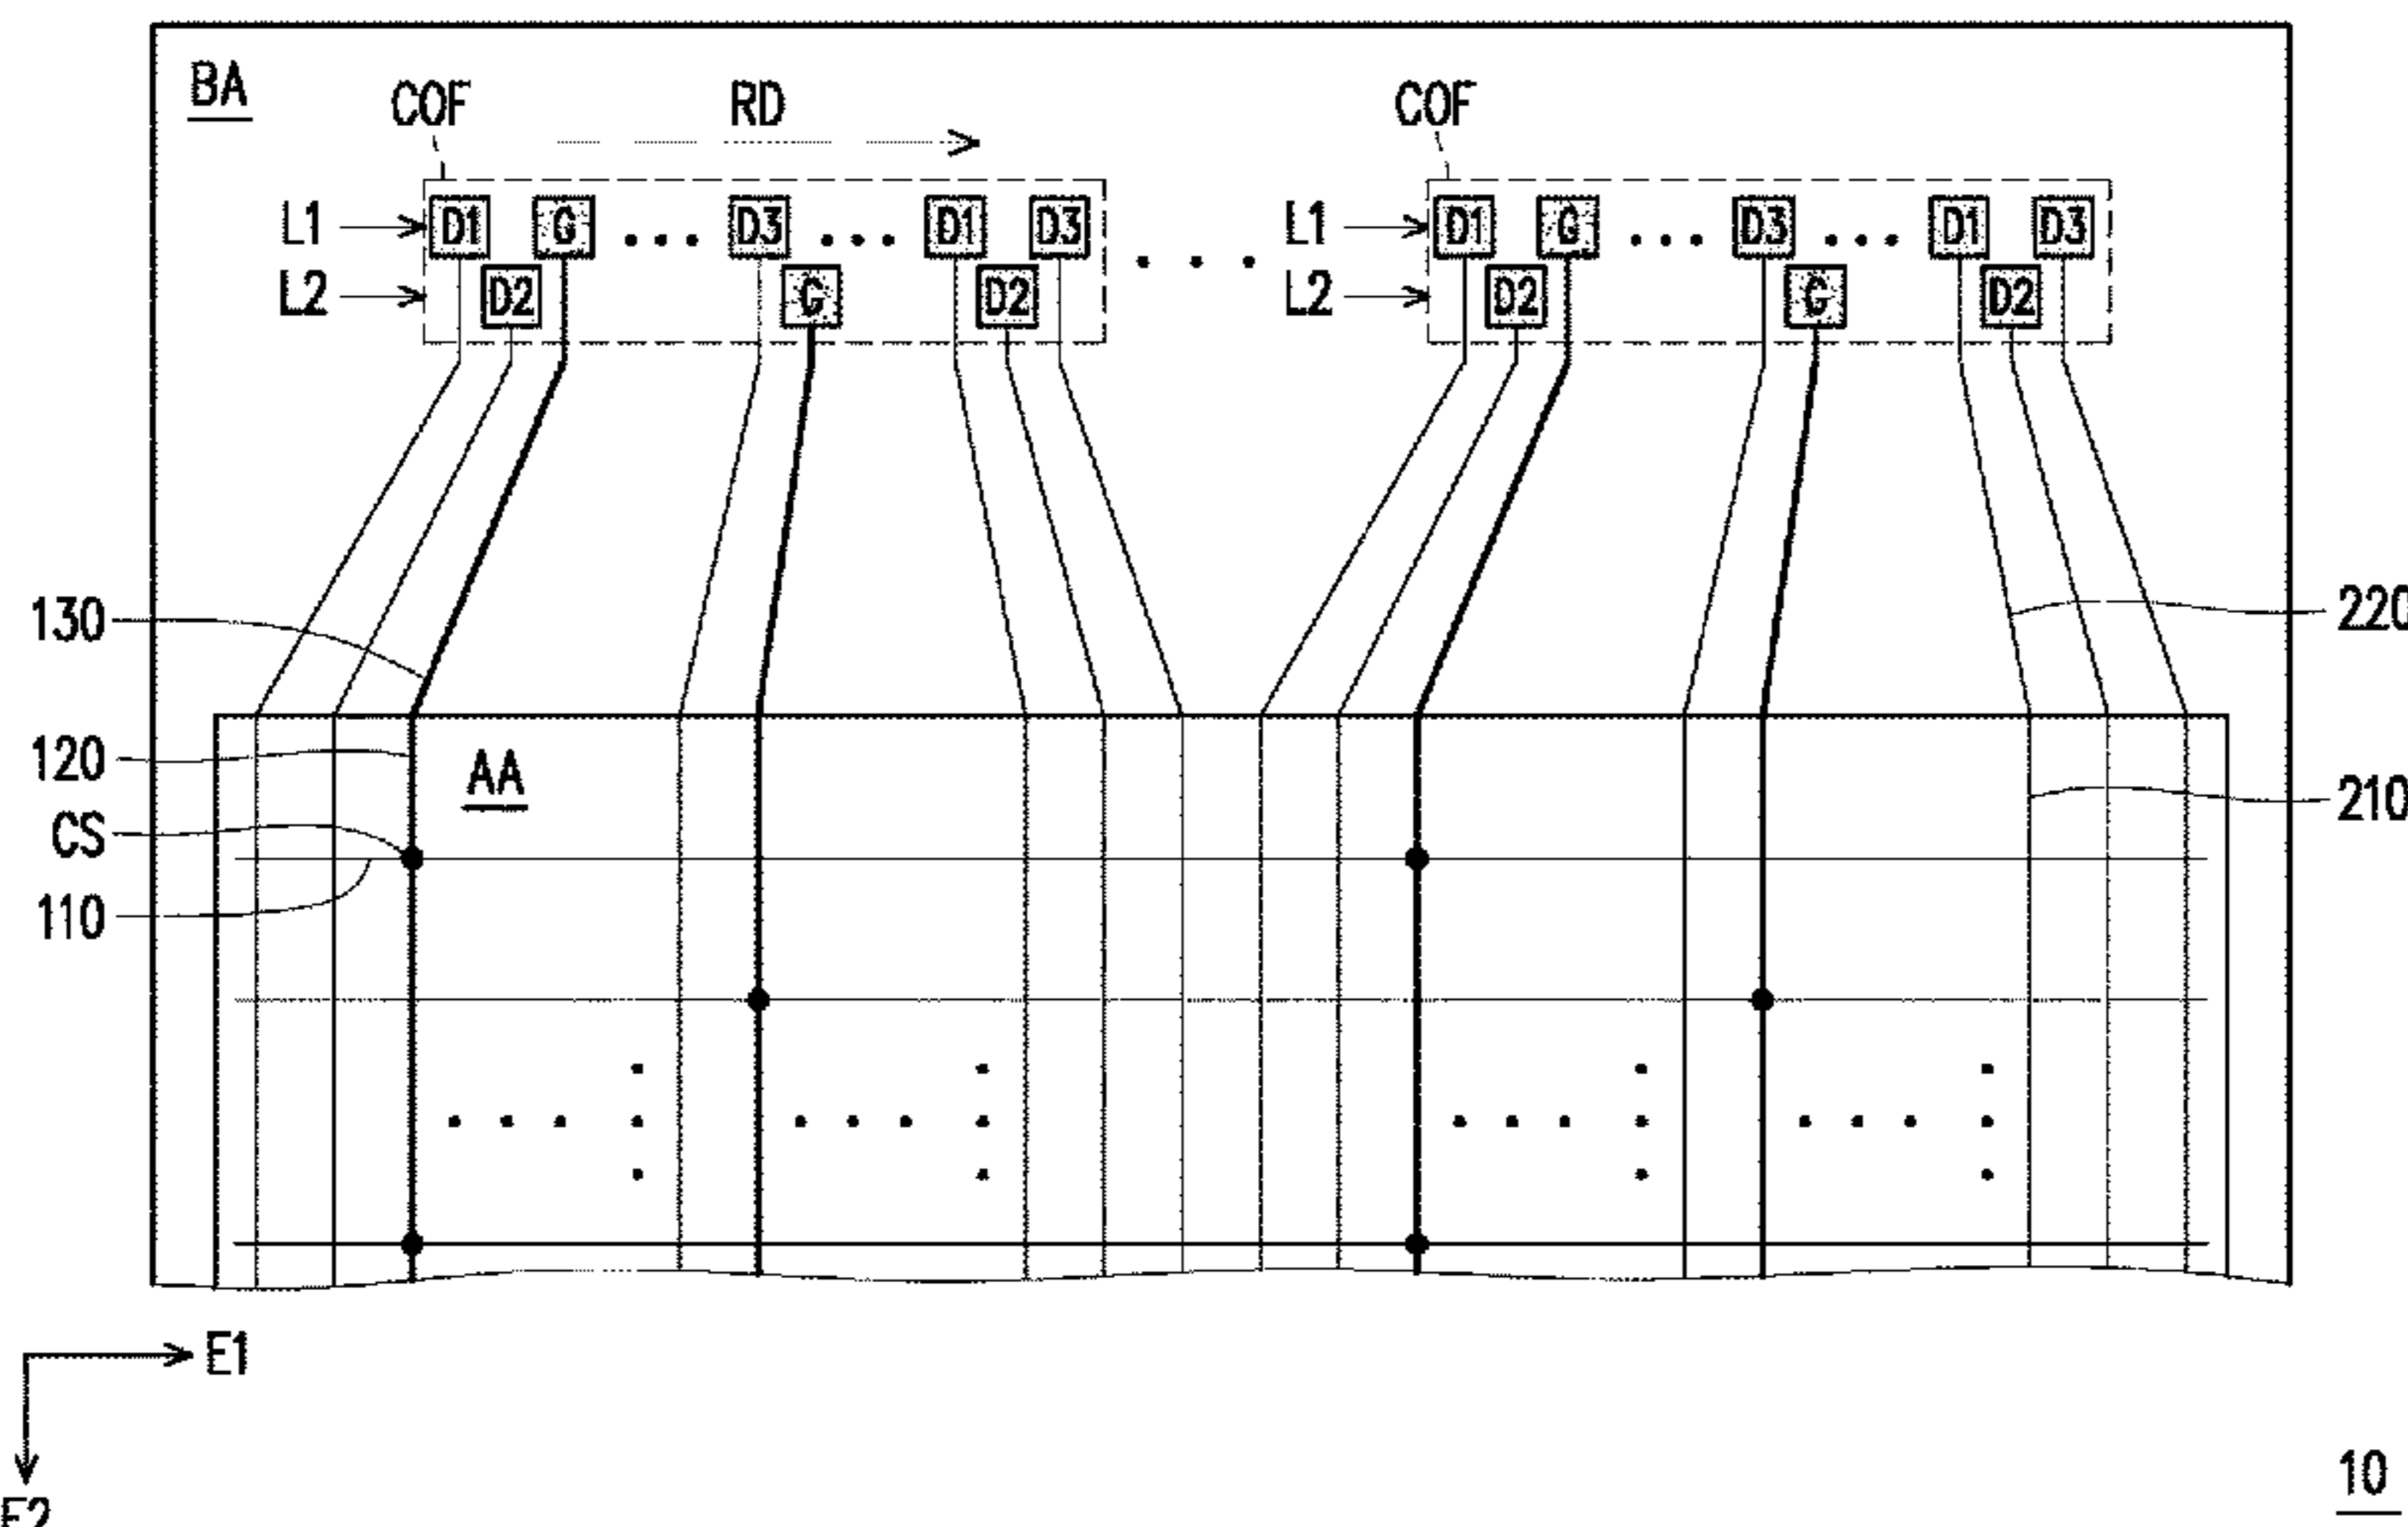 BA
COF RD COF
L1 D1 G ... D3 ... D1 D3 ... L1 D1 G ... D3 ... D1 D3
L2 D2 G D2 L2 D2 G D2
130 220
120 AA 210
CS
110
E1
E2
10